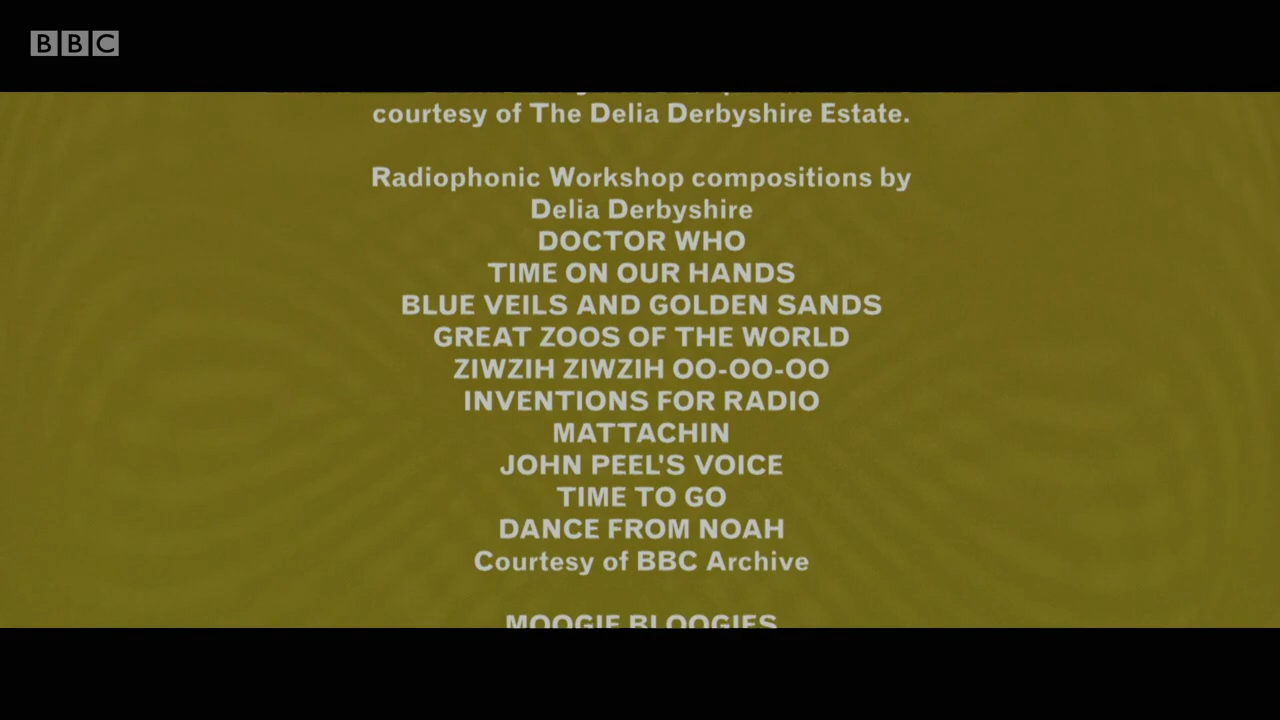 BBC
courtesy of The Delia Derbyshire Estate.
Radiophonic Workshop compositions by
Delia Derbyshire
DOCTOR WHO
TIME ON OUR HANDS
BLUE VEILS AND GOLDEN SANDS
GREAT ZOOS OF THE WORLD
ZIWZIH ZIWZIH OO-OO-OO
INVENTIONS FOR RADIO
MATTACHIN
JOHN PEEL'S VOICE
TIME TO GO
DANCE FROM NOAH
Courtesy of BBC Archive
MOOGIE BLOOGIES